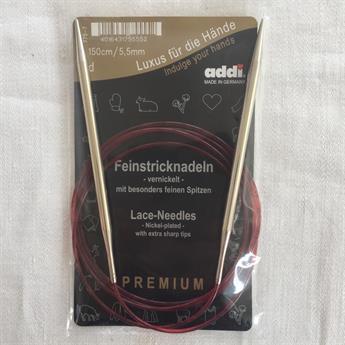 4016431755552
150cm / 5,5mm
Luxus für die Hände
Indulge your hands
addi
MADE IN GERMANY
Feinstricknadeln
- vernickelt -
mit besonders feinen Spitzen
Lace-Needles
- Nickel-plated -
with extra sharp tips
PREMIUM